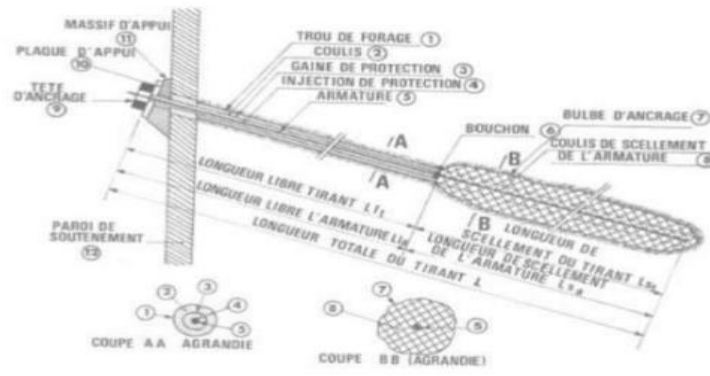 MASSIF D'APPUI
⑪
PLAQUE D'APPUI
⑩
TETE
D'ANCRAGE
⑨
TROU DE FORAGE ①
COULIS ②
GAINE DE PROTECTION ③
INJECTION DE PROTECTION ④
ARMATURE ⑤
BULBE D'ANCRAGE ⑦
BOUCHON ⑥
COULIS DE SCELLEMENT
DE L'ARMATURE ⑧
A
A
B
B
LONGUEUR LIBRE TIRANT
LONGUEUR LIBRE L'ARMATURE
LONGUEUR TOTALE DU TIRANT L
LONGUEUR DE
SCELLEMENT OU TIRANT
LONGUEUR DE SCELLEMENT
DE L'ARMATURE
PAROI DE
SOUTENEMENT
⑫
① ② ③ ④ ⑤
COUPE AA AGRANDIE
⑦ ⑧ ⑤
COUPE BB (AGRANDIE)